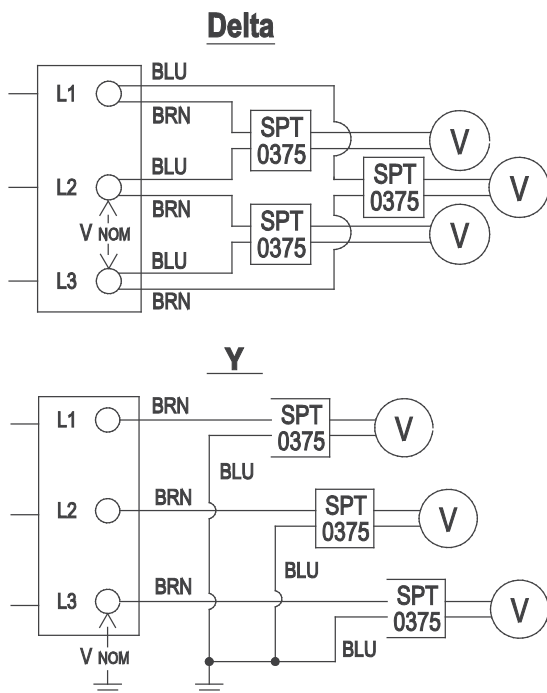 Delta
BLU
L1
BRN
SPT
0375
V
BLU
L2
BRN
SPT
0375
V
V NOM
SPT
0375
V
BLU
L3
BRN
Y
BRN
L1
SPT
0375
V
BLU
BRN
L2
SPT
0375
V
BLU
BRN
L3
SPT
0375
V
BLU
V NOM